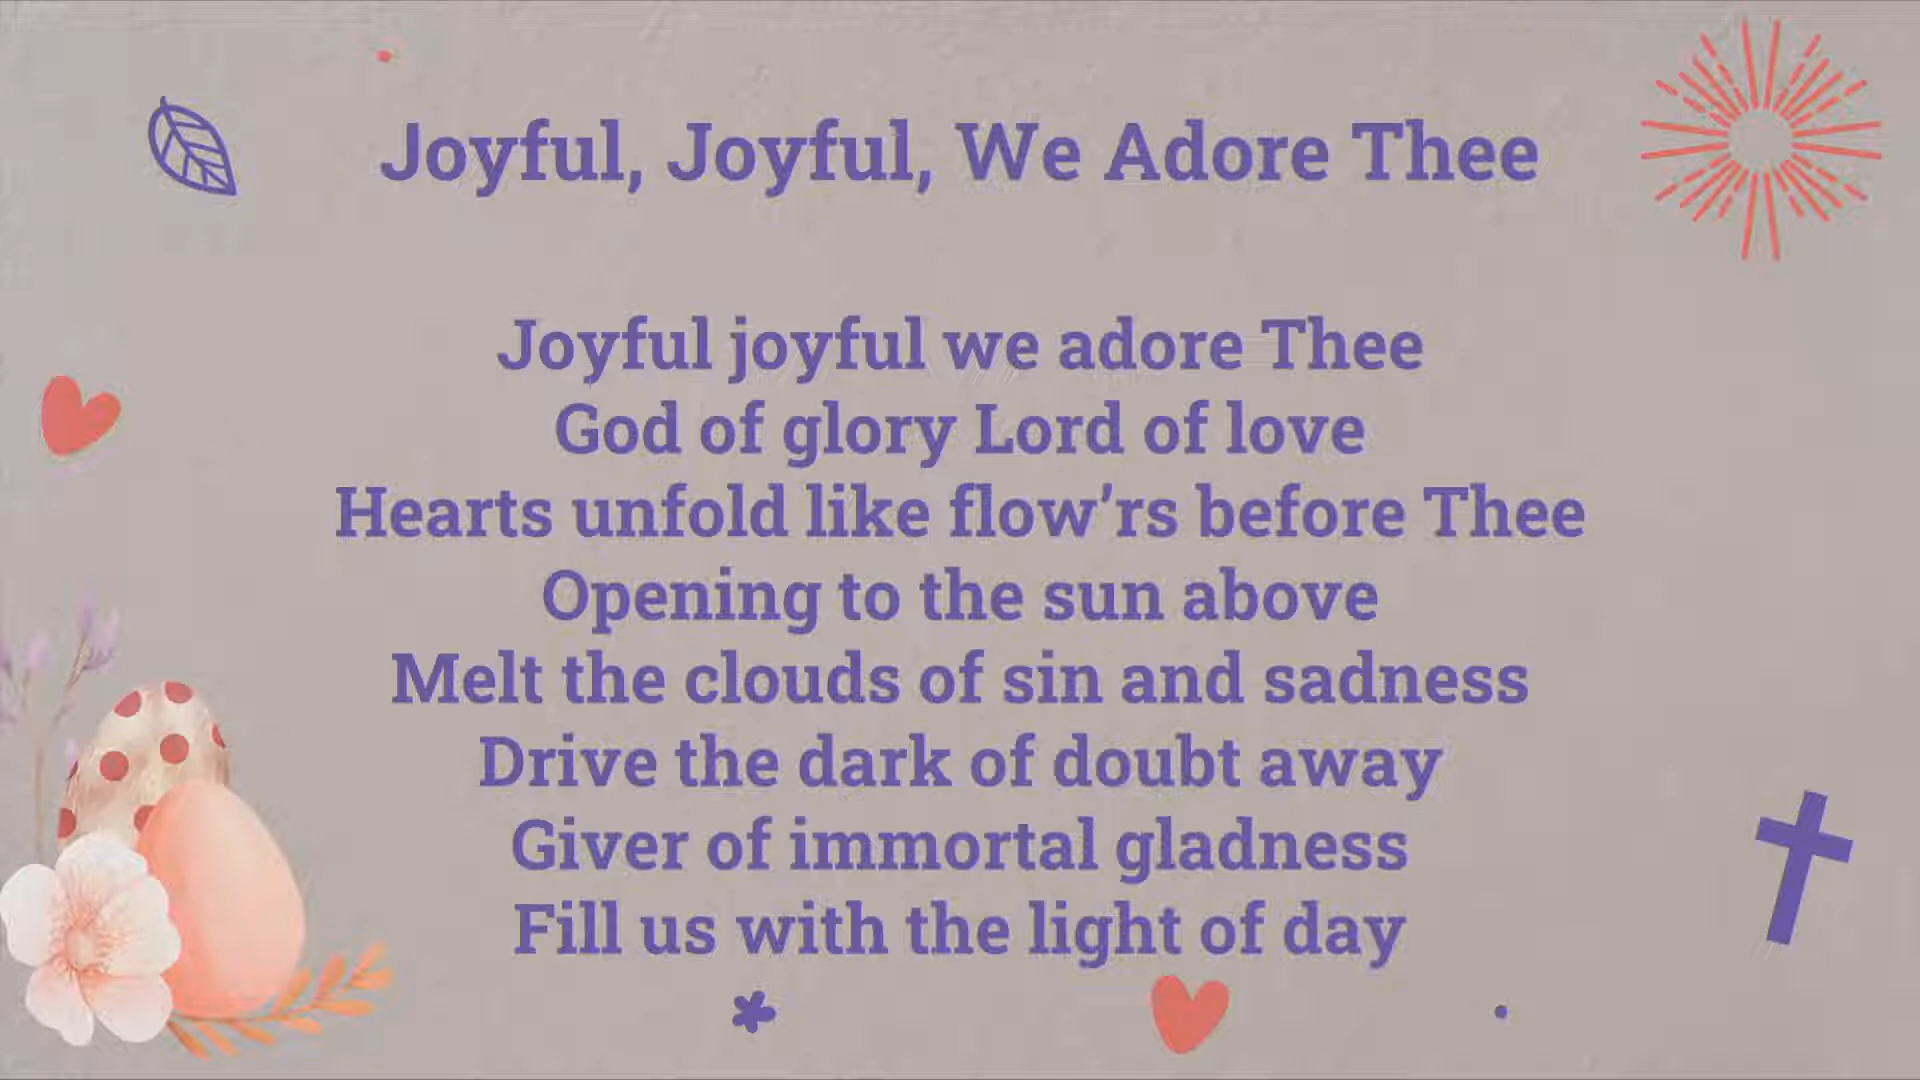 Joyful, Joyful, We Adore Thee
Joyful joyful we adore Thee
God of glory Lord of love
Hearts unfold like flow’rs before Thee
Opening to the sun above
Melt the clouds of sin and sadness
Drive the dark of doubt away
Giver of immortal gladness
Fill us with the light of day